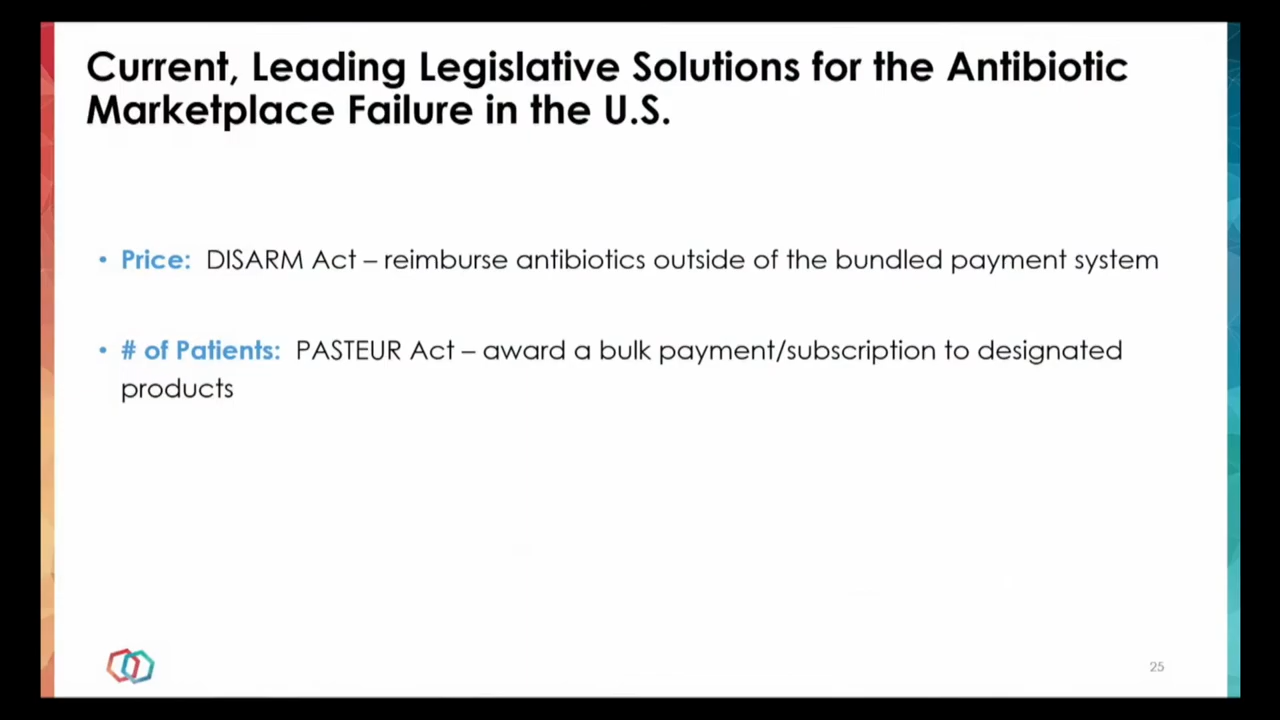 Current, Leading Legislative Solutions for the Antibiotic
Marketplace Failure in the U.S.
• Price: DISARM Act – reimburse antibiotics outside of the bundled payment system
• # of Patients: PASTEUR Act – award a bulk payment/subscription to designated
products
25